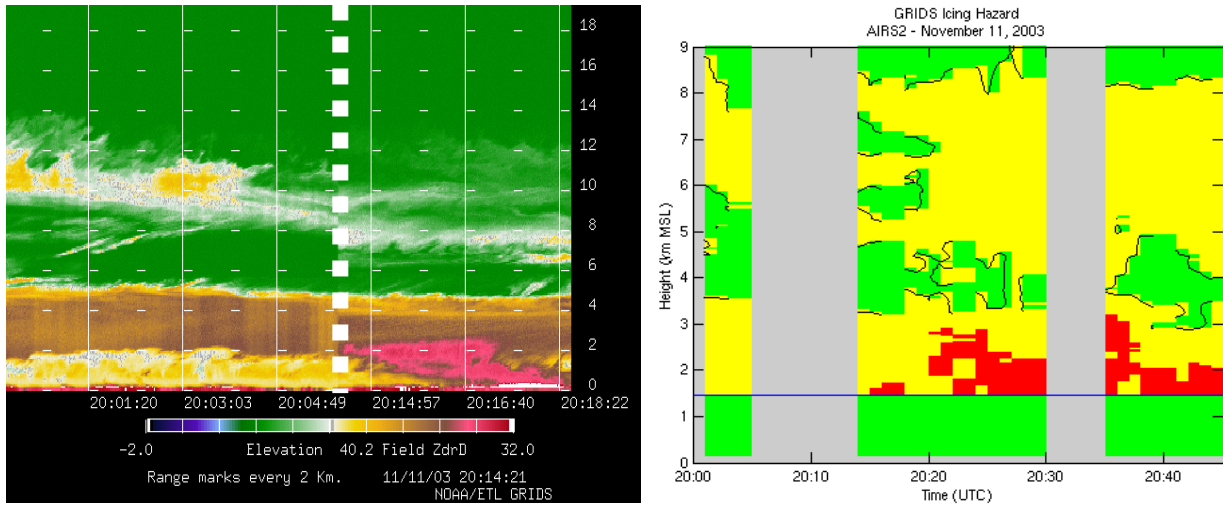 18
16
14
12
10
8
6
4
2
0
20:01:20 20:03:03 20:04:49 20:14:57 20:16:40 20:18:22
-2.0 Elevation 40.2 Field ZdrD 32.0
Range marks every 2 Km. 11/11/03 20:14:21
NOAA/ETL GRIDS
GRIDS Icing Hazard
AIRS2 - November 11, 2003
Height (km MSL)
9
8
7
6
5
4
3
2
1
0
20:00 20:10 20:20 20:30 20:40
Time (UTC)